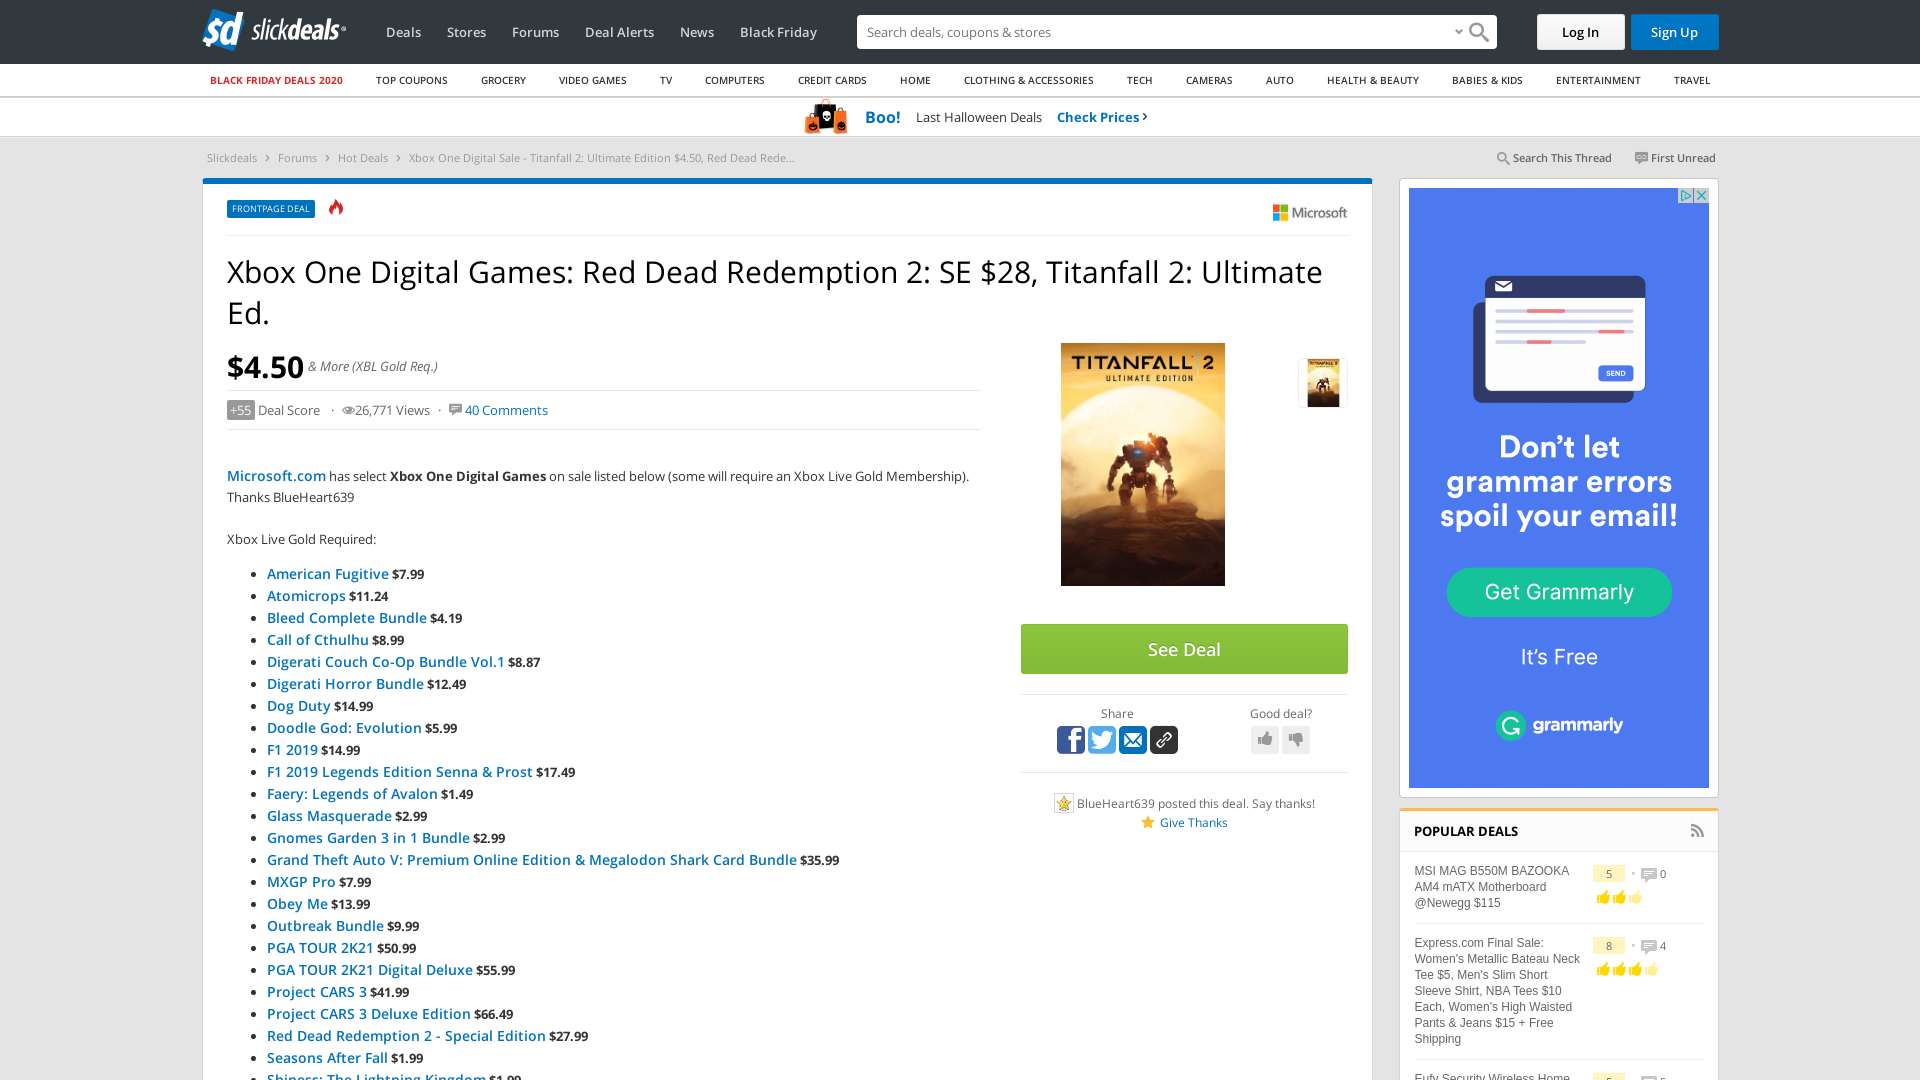 sd slickdeals
Deals Stores Forums Deal Alerts News Black Friday
Search deals, coupons & shops
Log In Sign Up
BLACK FRIDAY DEALS 2020 TOP COUPONS GROCERY VIDEO GAMES TV COMPUTERS CREDIT CARDS HOME CLOTHING & ACCESSORIES TECH CAMERAS AUTO HEALTH & BEAUTY BABIES & KIDS ENTERTAINMENT TRAVEL
Boo! Last Halloween Deals Check Prices
Slickdeals Forums Hot Deals Xbox One Digital Sale - Titanfall 2: Ultimate Edition $4.50, Red Dead Rede...
Search This Thread First Unread
FRONTPAGE DEAL
Microsoft
Xbox One Digital Games: Red Dead Redemption 2: SE $28, Titanfall 2: Ultimate
Ed.
$4.50 & More (XBL Gold Req.)
+55 Deal Score · 26,771 Views · 40 Comments
Microsoft.com has select Xbox One Digital Games on sale listed below (some will require an Xbox Live Gold Membership).
Thanks BlueHeart639
Xbox Live Gold Required:
• American Fugitive $7.99
• Atomicrops $11.24
• Bleed Complete Bundle $4.19
• Call of Cthulhu $8.99
• Digerati Couch Co-Op Bundle Vol.1 $8.87
• Digerati Horror Bundle $12.49
• Dog Duty $14.99
• Doodle God: Evolution $5.99
• F1 2019 $14.99
• F1 2019 Legends Edition Senna & Prost $17.49
• Faery: Legends of Avalon $1.49
• Glass Masquerade $2.99
• Gnomes Garden 3 in 1 Bundle $2.99
• Grand Theft Auto V: Premium Online Edition & Megalodon Shark Card Bundle $35.99
• MXGP Pro $7.99
• Obey Me $13.99
• Outbreak Bundle $9.99
• PGA TOUR 2K21 $50.99
• PGA TOUR 2K21 Digital Deluxe $55.99
• Project CARS 3 $41.99
• Project CARS 3 Deluxe Edition $66.49
• Red Dead Redemption 2 - Special Edition $27.99
• Seasons After Fall $1.99
• Shiness: The Lightning Kingdom $1.99
TITANFALL 2
ULTIMATE EDITION
See Deal
Share Good deal?
BlueHeart639 posted this deal. Say thanks!
Give Thanks
SEND
Don't let
grammar errors
spoil your email!
Get Grammarly
It's Free
grammarly
POPULAR DEALS
MSI MAG B550M BAZOOKA
AM4 mATX Motherboard
@Newegg $115
5 • 0
Express.com Final Sale:
Women's Metallic Bateau Neck
Tee $5, Men's Slim Short
Sleeve Shirt, NBA Tees $10
Each, Women's High Waisted
Pants & Jeans $15 + Free
Shipping
8 • 4
Eufy Security Wireless Home
5 • 5